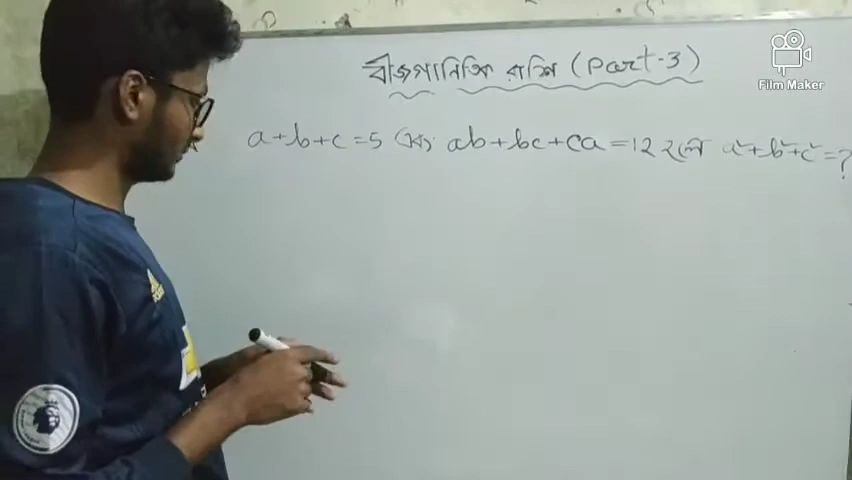 বীজগানিতিক রাশি (Part-3)
Film Maker
a+b+c=5 এবং ab+bc+ca=12 হলে a²+b²+c²=?